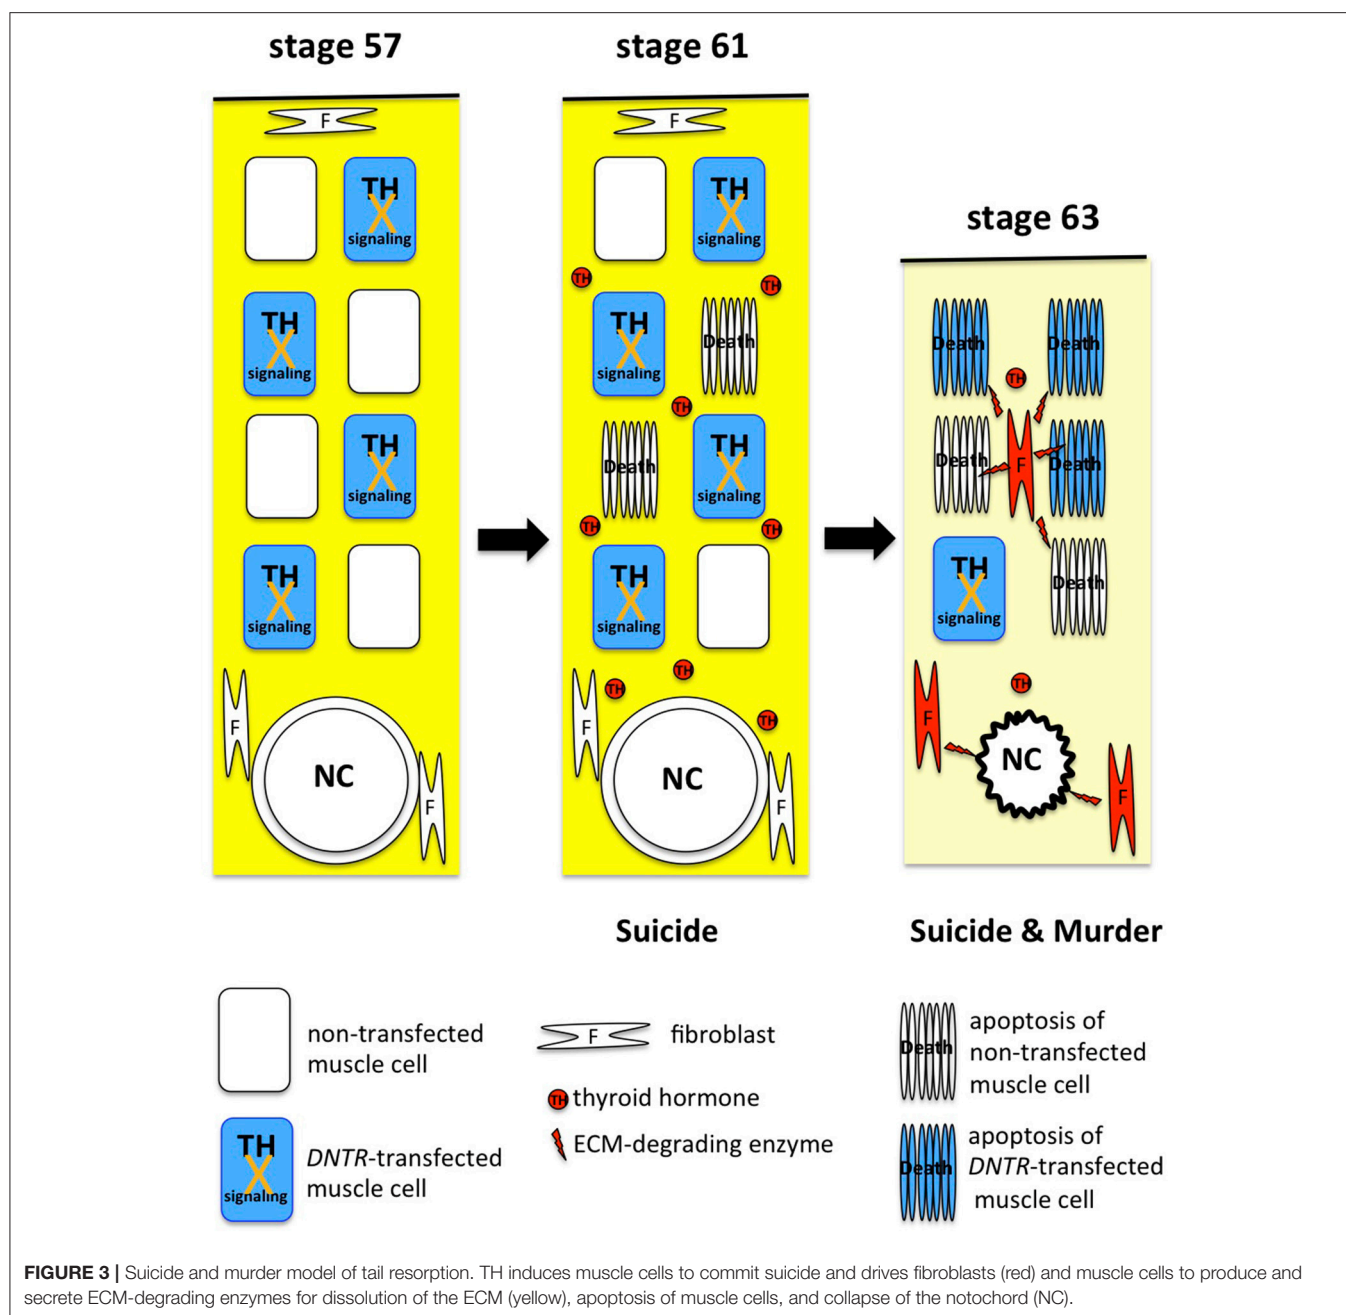 stage 57
stage 61
stage 63
F
TH
X
signaling
TH
X
signaling
TH
X
signaling
TH
X
signaling
F
NC
F
F
TH
X
signaling
TH
TH
TH
X
signaling
Death
TH
Death
TH
X
signaling
TH
TH
TH
X
signaling
TH
TH
TH
F
NC
F
Death
Death
TH
Death
F
Death
TH
X
signaling
Death
TH
F
NC
F
Suicide
Suicide & Murder
non-transfected
muscle cell
TH
X
signaling
DNTR-transfected
muscle cell
F
fibroblast
TH
thyroid hormone
ECM-degrading enzyme
Death
apoptosis of
non-transfected
muscle cell
Death
apoptosis of
DNTR-transfected
muscle cell
FIGURE 3 | Suicide and murder model of tail resorption. TH induces muscle cells to commit suicide and drives fibroblasts (red) and muscle cells to produce and
secrete ECM-degrading enzymes for dissolution of the ECM (yellow), apoptosis of muscle cells, and collapse of the notochord (NC).